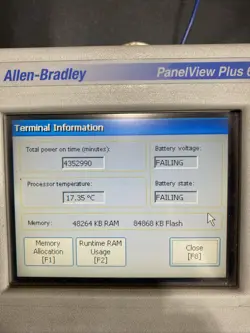 Allen-Bradley PanelView Plus 6
Terminal Information
Total power on time (minutes): Battery voltage:
4352990 FAILING
Processor temperature: Battery state:
17.35 °C FAILING
Memory: 48264 KB RAM 84868 KB Flash
Memory Runtime RAM Close
Allocation Usage [F8]
[F1] [F2]